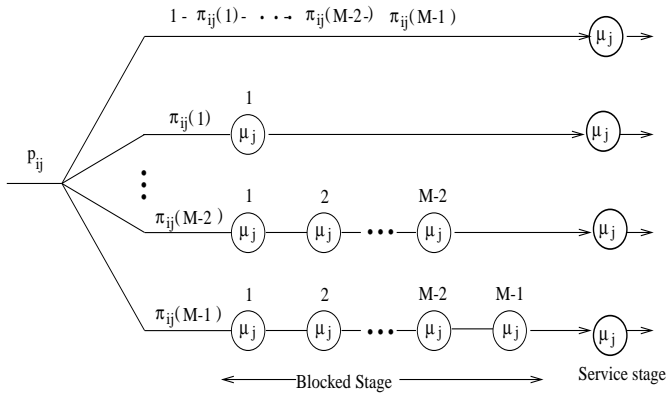 1 - π_ij(1)- · · -· π_ij(M-2-) π_ij(M-1)
μ_j
1
π_ij(1)
μ_j
μ_j
p_ij
1
2
M-2
π_ij(M-2)
μ_j
μ_j
•••
μ_j
μ_j
1
2
M-2
M-1
π_ij(M-1)
μ_j
μ_j
•••
μ_j
μ_j
μ_j
Blocked Stage
Service stage